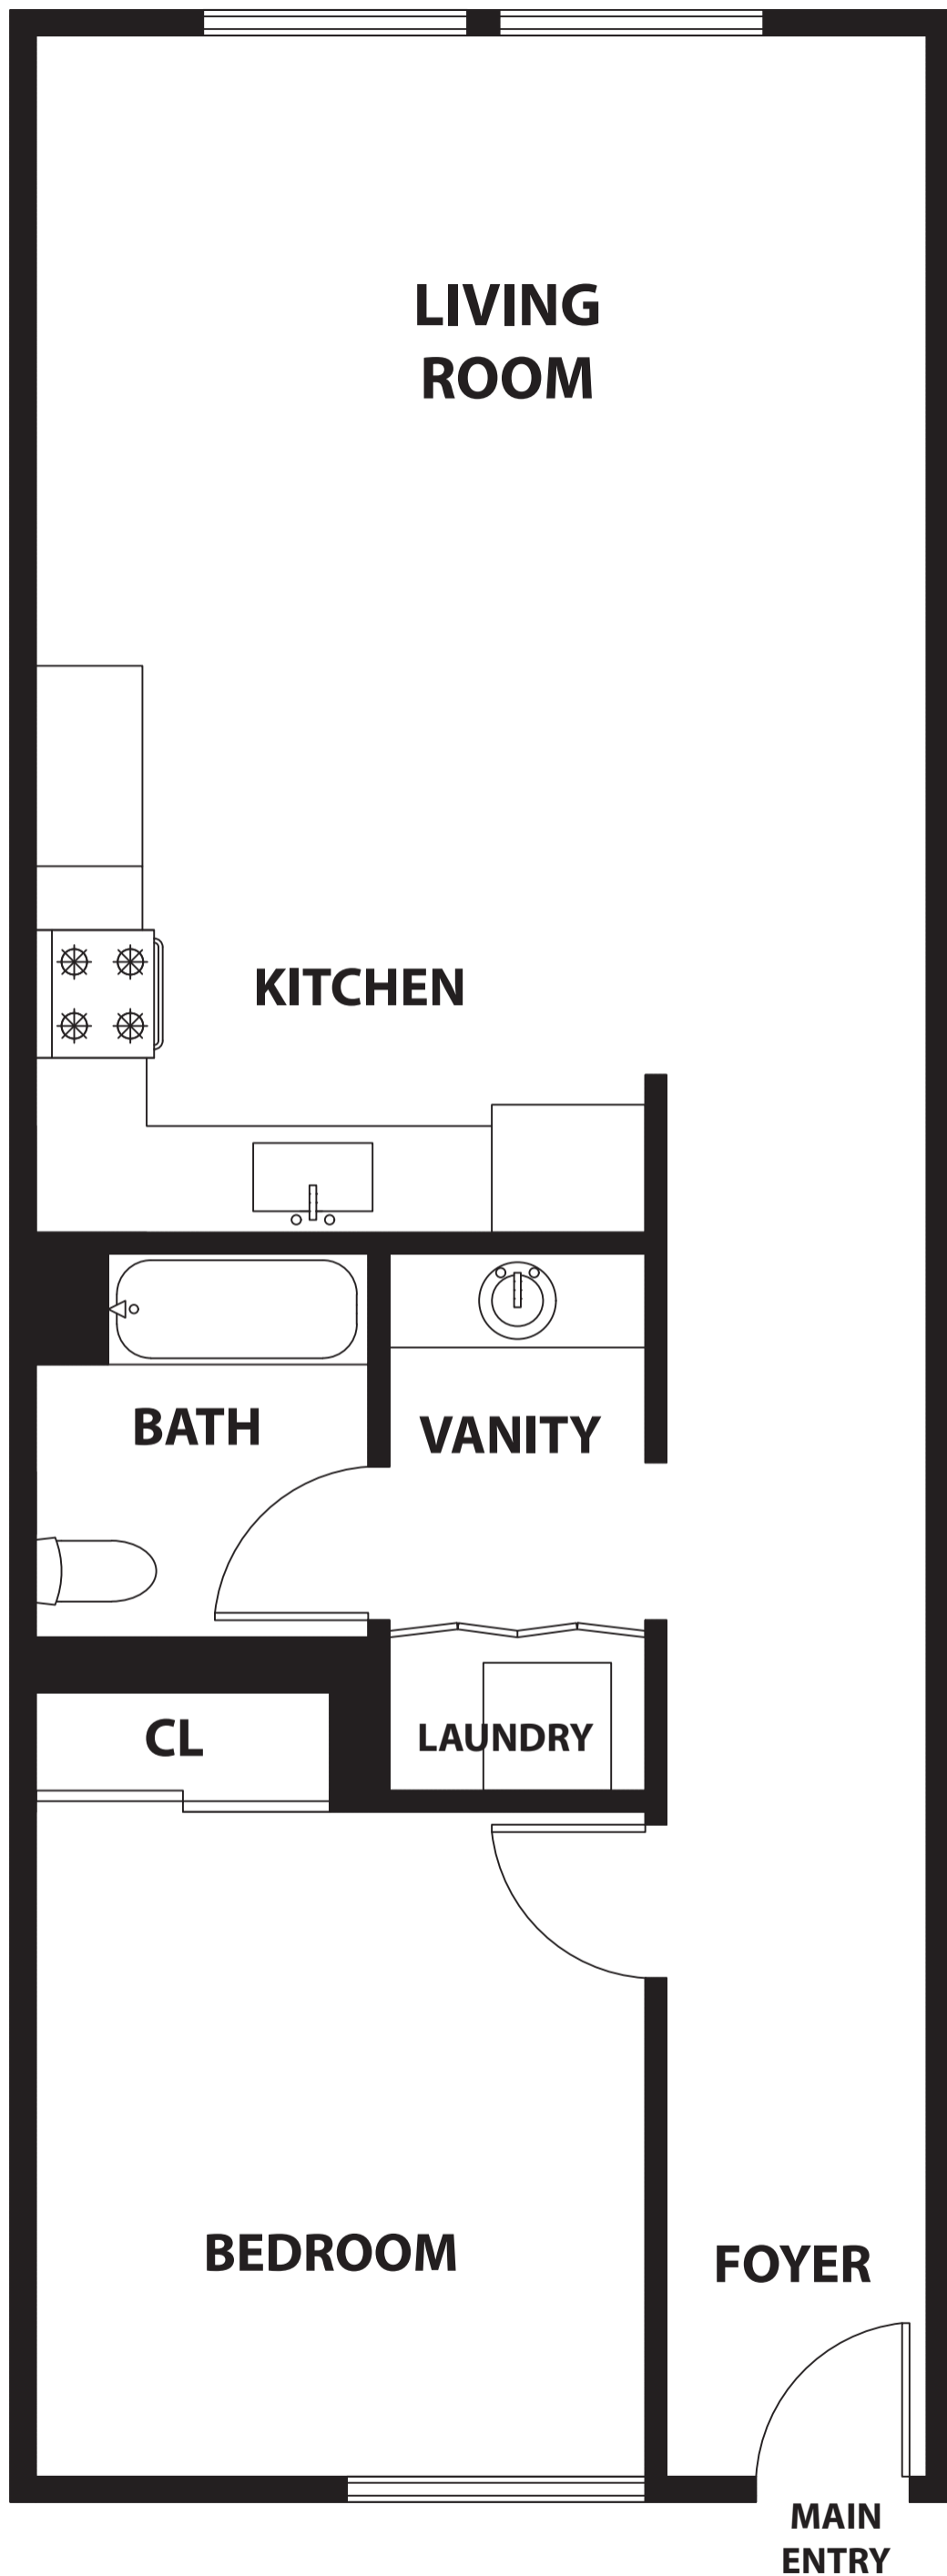 LIVING
ROOM
KITCHEN
BATH
VANITY
CL
LAUNDRY
BEDROOM
FOYER
MAIN
ENTRY